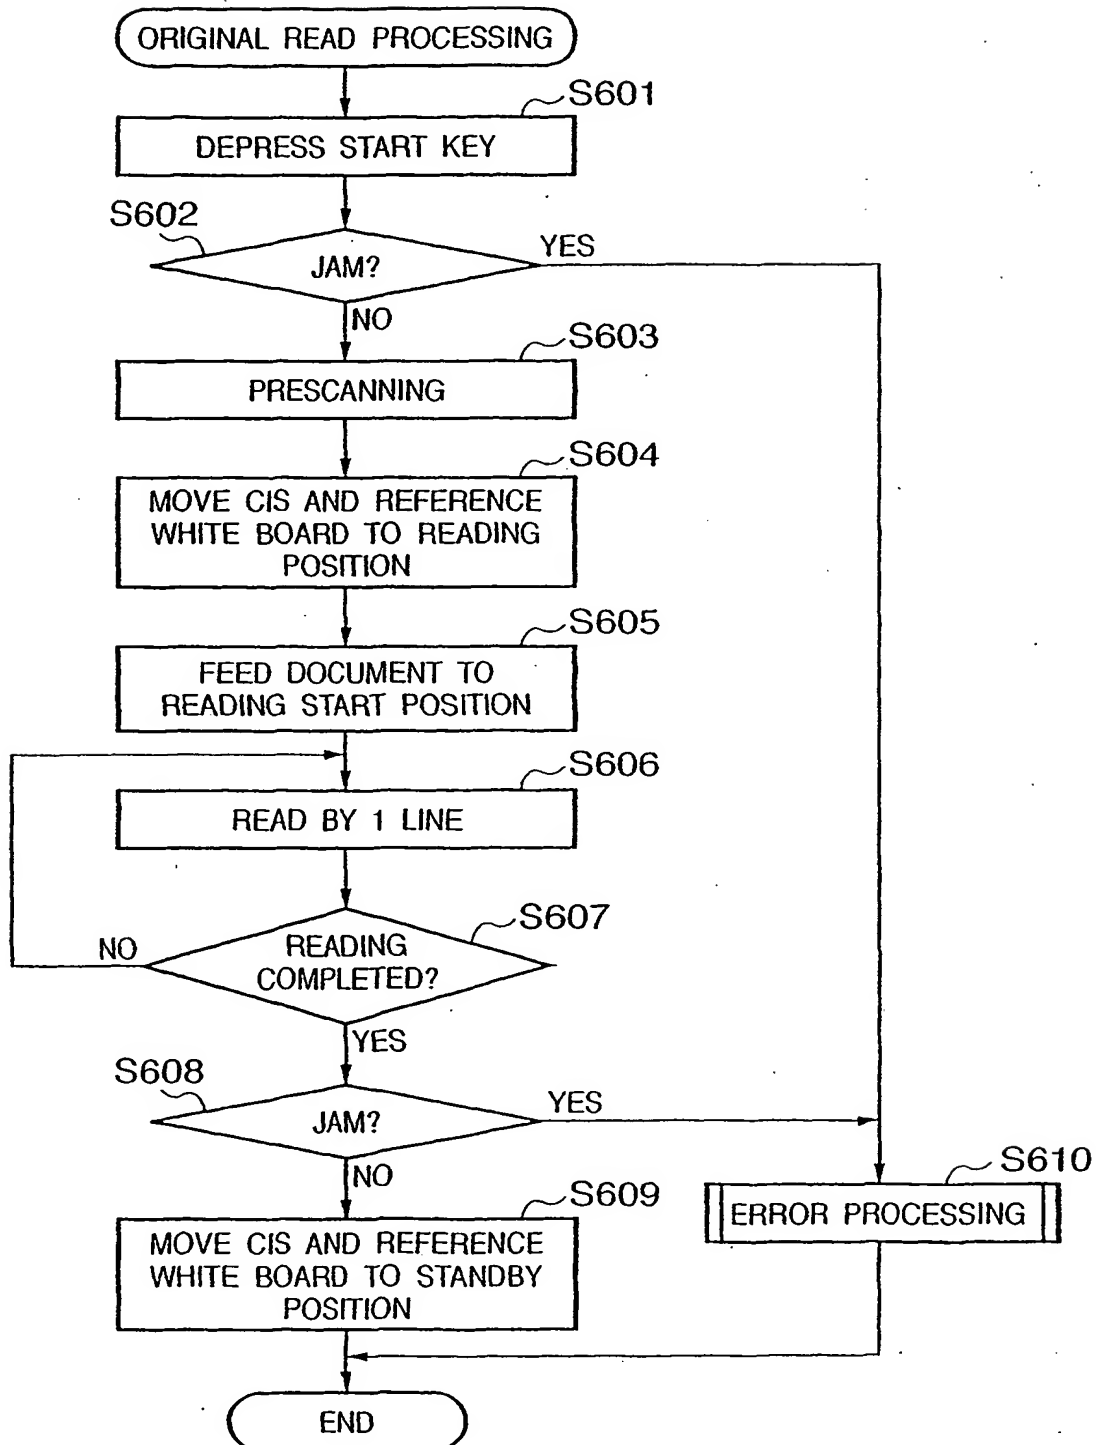 ORIGINAL READ PROCESSING
S601
DEPRESS START KEY
S602
JAM?
YES
NO
S603
PRESCANNING
S604
MOVE CIS AND REFERENCE
WHITE BOARD TO READING
POSITION
S605
FEED DOCUMENT TO
READING START POSITION
S606
READ BY 1 LINE
S607
READING
COMPLETED?
NO
YES
S608
JAM?
YES
NO
S609
MOVE CIS AND REFERENCE
WHITE BOARD TO STANDBY
POSITION
S610
ERROR PROCESSING
END